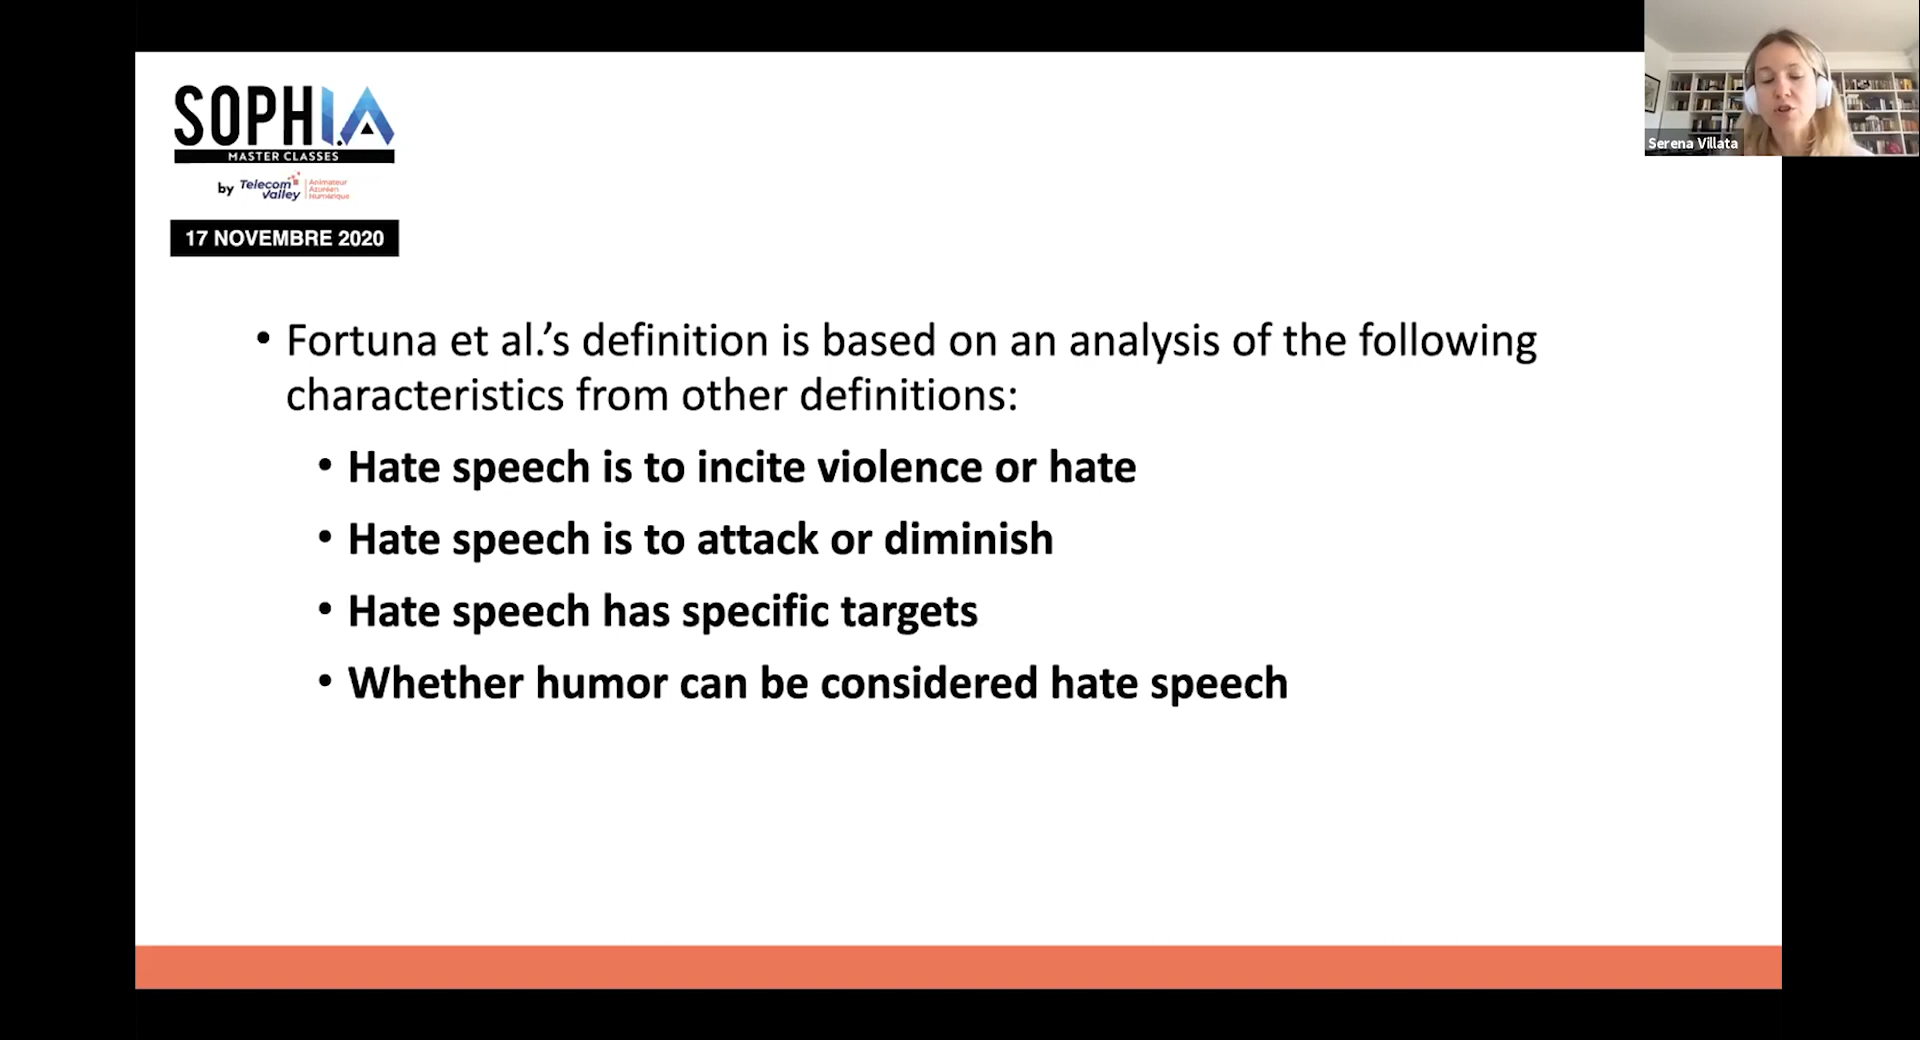 SOPHI.A
MASTER CLASSES
by Telecom Valley
Animateur
Azuréen
Numérique
17 NOVEMBRE 2020
Serena Villata
• Fortuna et al.’s definition is based on an analysis of the following
characteristics from other definitions:
• Hate speech is to incite violence or hate
• Hate speech is to attack or diminish
• Hate speech has specific targets
• Whether humor can be considered hate speech